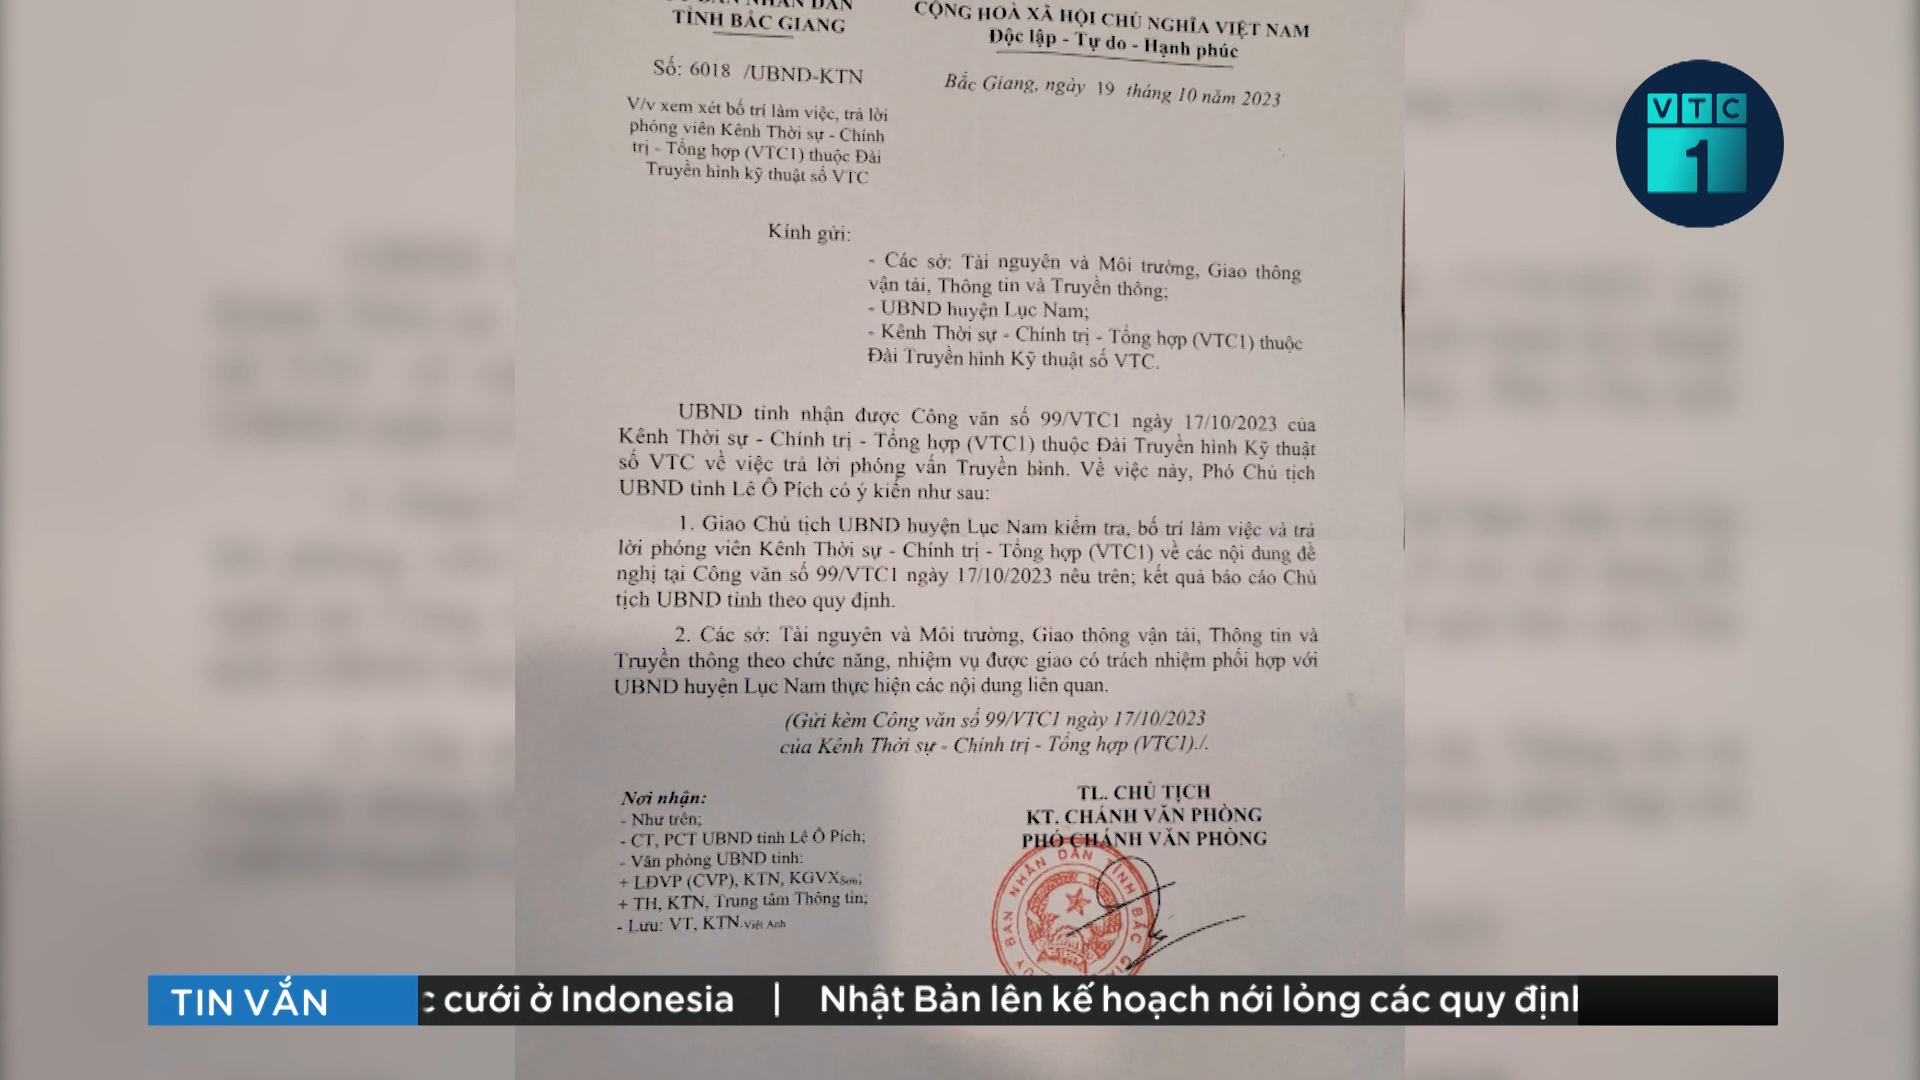 TỈNH BẮC GIANG
CỘNG HOÀ XÃ HỘI CHỦ NGHĨA VIỆT NAM
Độc lập - Tự do - Hạnh phúc
Số: 6018 /UBND-KTN
Bắc Giang, ngày 19 tháng 10 năm 2023
V/v xem xét bố trí làm việc, trả lời
phóng viên Kênh Thời sự - Chính
trị - Tổng hợp (VTC1) thuộc Đài
Truyền hình kỹ thuật số VTC
VTC
1
Kính gửi:
- Các sở: Tài nguyên và Môi trường, Giao thông
vận tải, Thông tin và Truyền thông;
- UBND huyện Lục Nam;
- Kênh Thời sự - Chính trị - Tổng hợp (VTC1) thuộc
Đài Truyền hình Kỹ thuật số VTC.
UBND tỉnh nhận được Công văn số 99/VTC1 ngày 17/10/2023 của
Kênh Thời sự - Chính trị - Tổng hợp (VTC1) thuộc Đài Truyền hình Kỹ thuật
số VTC về việc trả lời phóng vấn Truyền hình. Về việc này, Phó Chủ tịch
UBND tỉnh Lê Ô Pích có ý kiến như sau:
1. Giao Chủ tịch UBND huyện Lục Nam kiểm tra, bố trí làm việc và trả
lời phóng viên Kênh Thời sự - Chính trị - Tổng hợp (VTC1) về các nội dung đề
nghị tại Công văn số 99/VTC1 ngày 17/10/2023 nêu trên; kết quả báo cáo Chủ
tịch UBND tỉnh theo quy định.
2. Các sở: Tài nguyên và Môi trường, Giao thông vận tải, Thông tin và
Truyền thông theo chức năng, nhiệm vụ được giao có trách nhiệm phối hợp với
UBND huyện Lục Nam thực hiện các nội dung liên quan.
(Gửi kèm Công văn số 99/VTC1 ngày 17/10/2023
của Kênh Thời sự - Chính trị - Tổng hợp (VTC1)./.
Nơi nhận:
- Như trên;
- CT, PCT UBND tỉnh Lê Ô Pích;
- Văn phòng UBND tỉnh:
+ LĐVP (CVP), KTN, KGVX Sơn;
+ TH, KTN, Trung tâm Thông tin;
- Lưu: VT, KTN.Việt Anh
TL. CHỦ TỊCH
KT. CHÁNH VĂN PHÒNG
PHÓ CHÁNH VĂN PHÒNG
BAN NHÂN DÂN TỈNH BẮC
TIN VẮN
cưới ở Indonesia | Nhật Bản lên kế hoạch nới lỏng các quy định